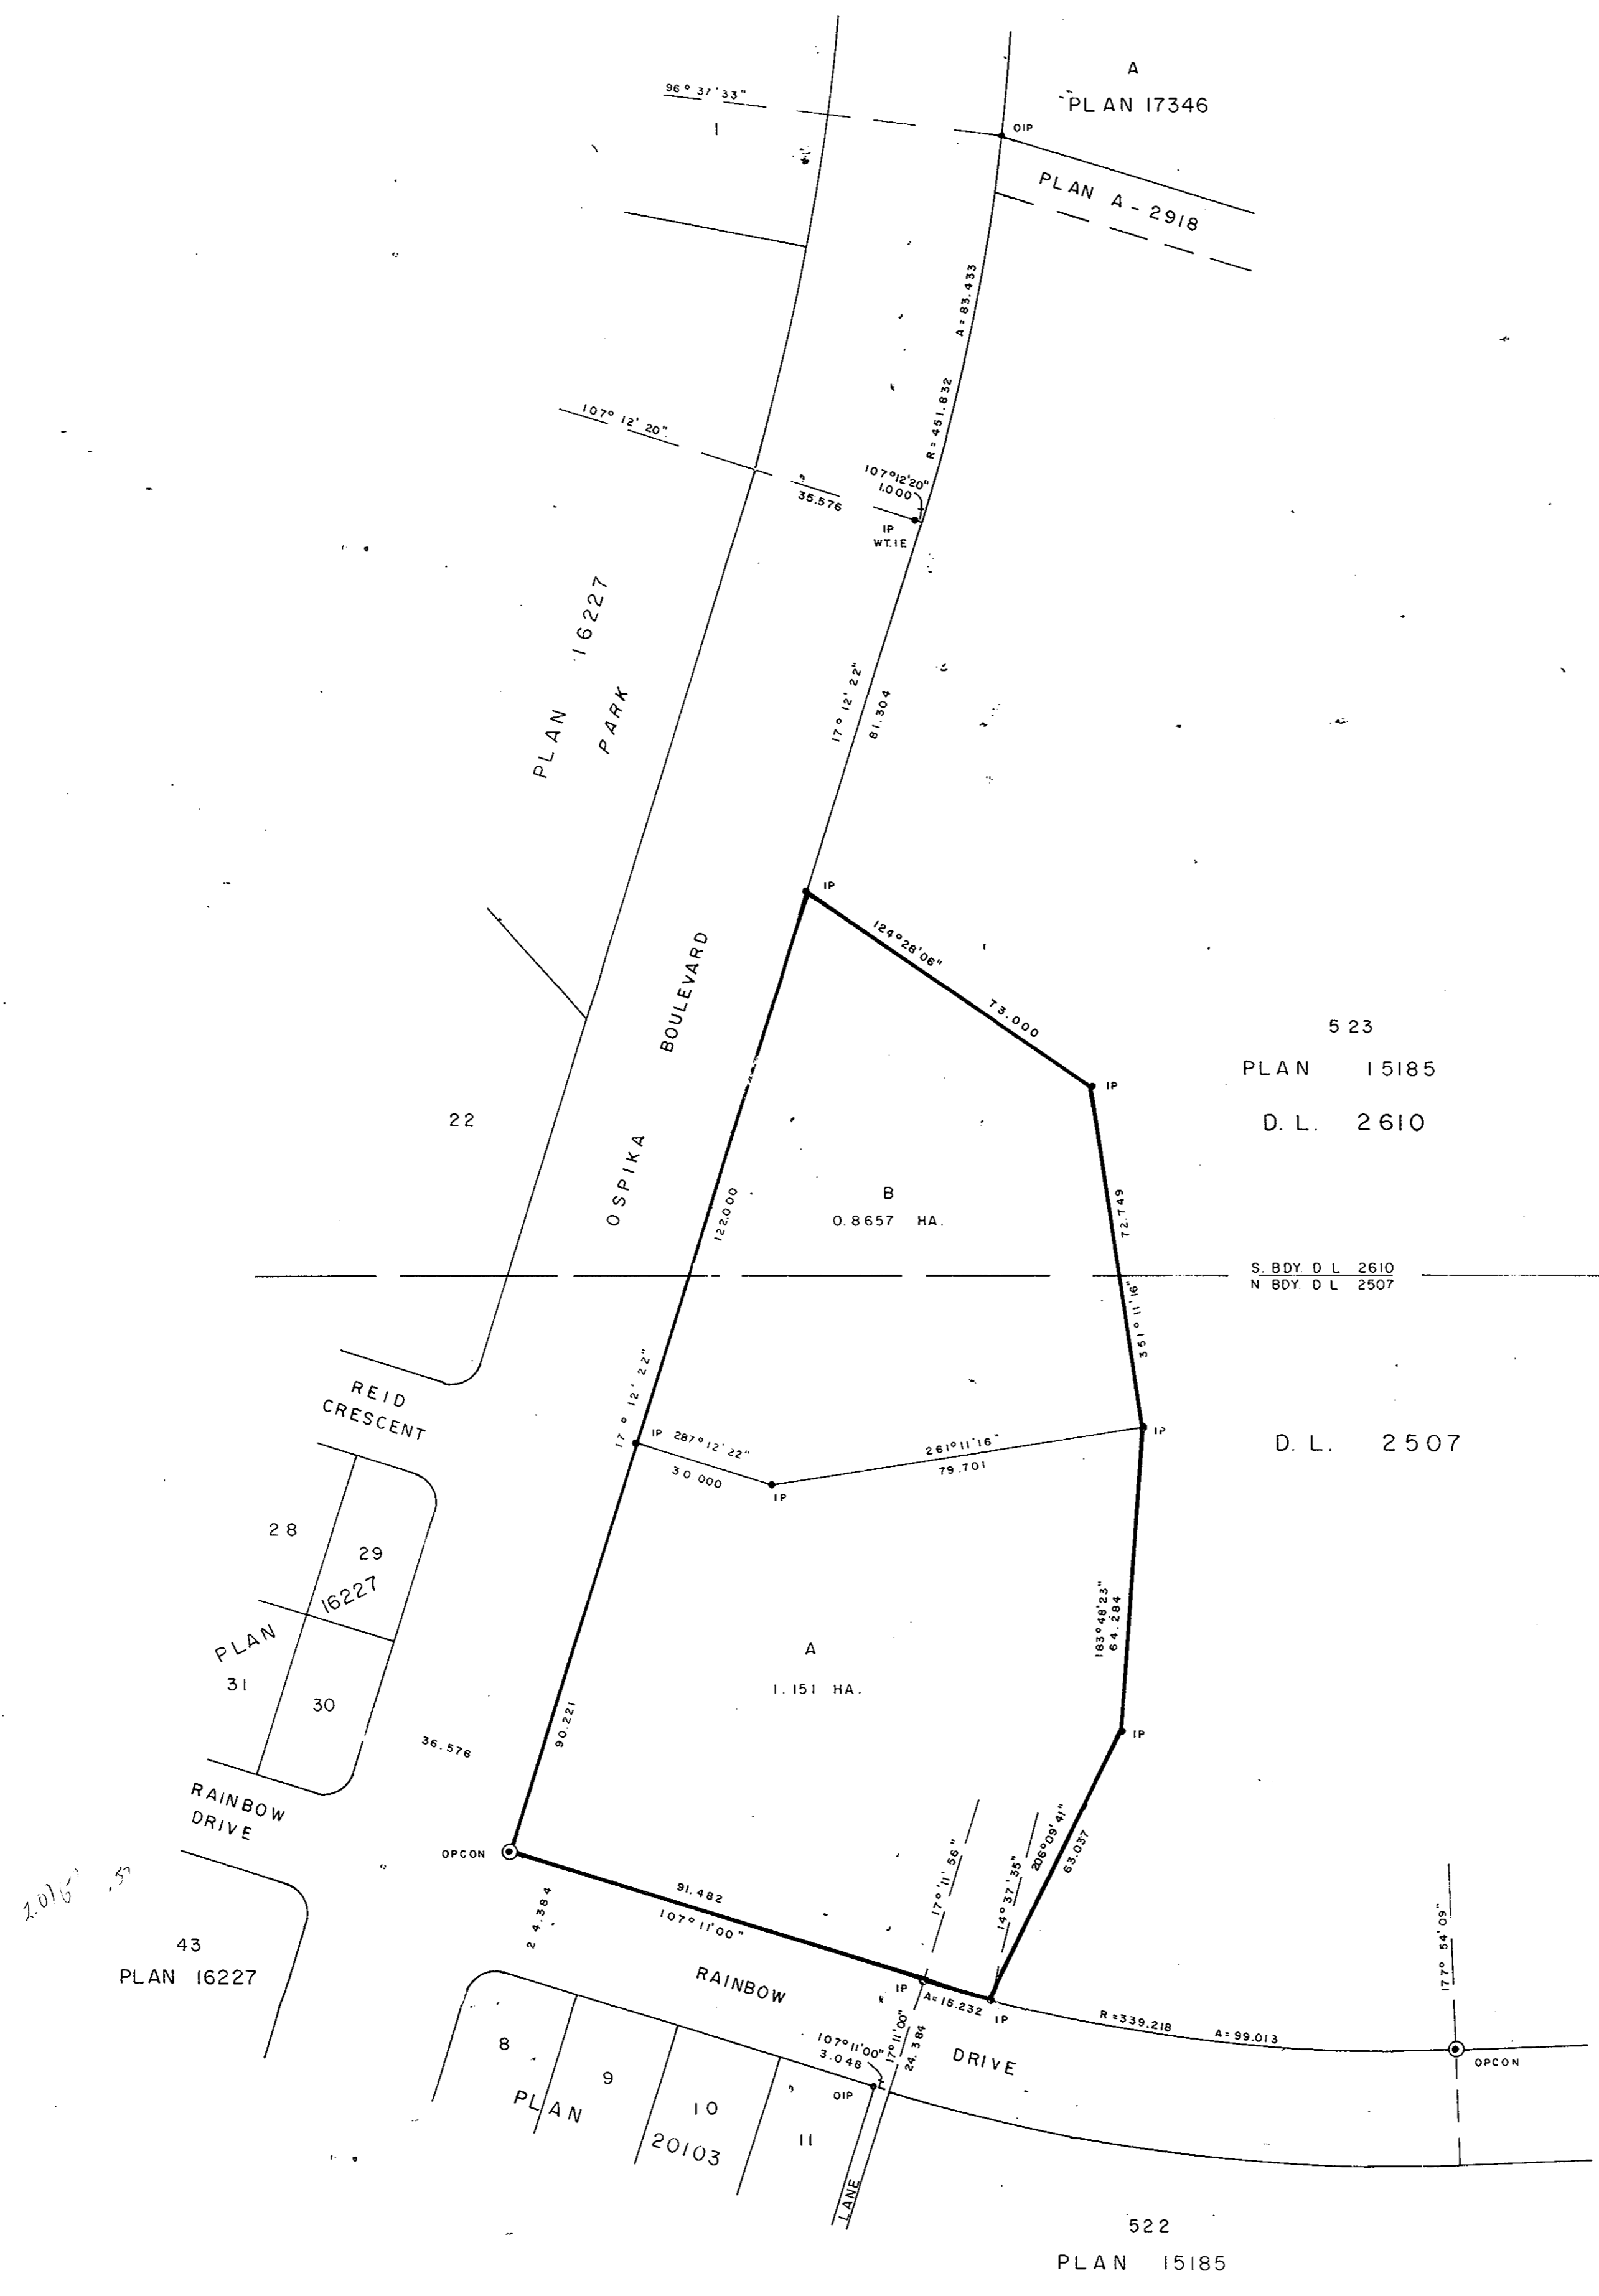 A
PLAN 17346
96° 37' 33"
1
OIP
PLAN A-2918
A=83.433
R=451.832
107° 12' 20"
35.576
107°12'20"
1.000
IP
WT.IE
PLAN 16227
PARK
17° 12' 22"
81.304
IP
124°28'06"
73.000
IP
BOULEVARD
OSPIKA
523
PLAN 15185
D. L. 2610
22
B
0.8657 HA.
122.000
72.749
S. BDY. D L 2610
N BDY. D L 2507
351° 11' 16"
17° 12' 22"
REID
CRESCENT
IP
287°12'22"
30.000
IP
261°11'16"
79.701
IP
D. L. 2507
28
29
PLAN 16227
31
30
183°48'23"
64.284
A
1.151 HA.
IP
36.576
90.221
RAINBOW
DRIVE
OPCON
206°09'41"
63.037
17° 11' 56"
14° 37' 35"
91.482
107° 11'00"
24.384
177° 54' 09"
43
PLAN 16227
RAINBOW
IP
A=15.232
IP
R=339.218
A=99.013
OPCON
107°11'00"
3.048
17°11'00"
24.384
DRIVE
OIP
8
9
10
11
PLAN
20103
LANE
522
PLAN 15185